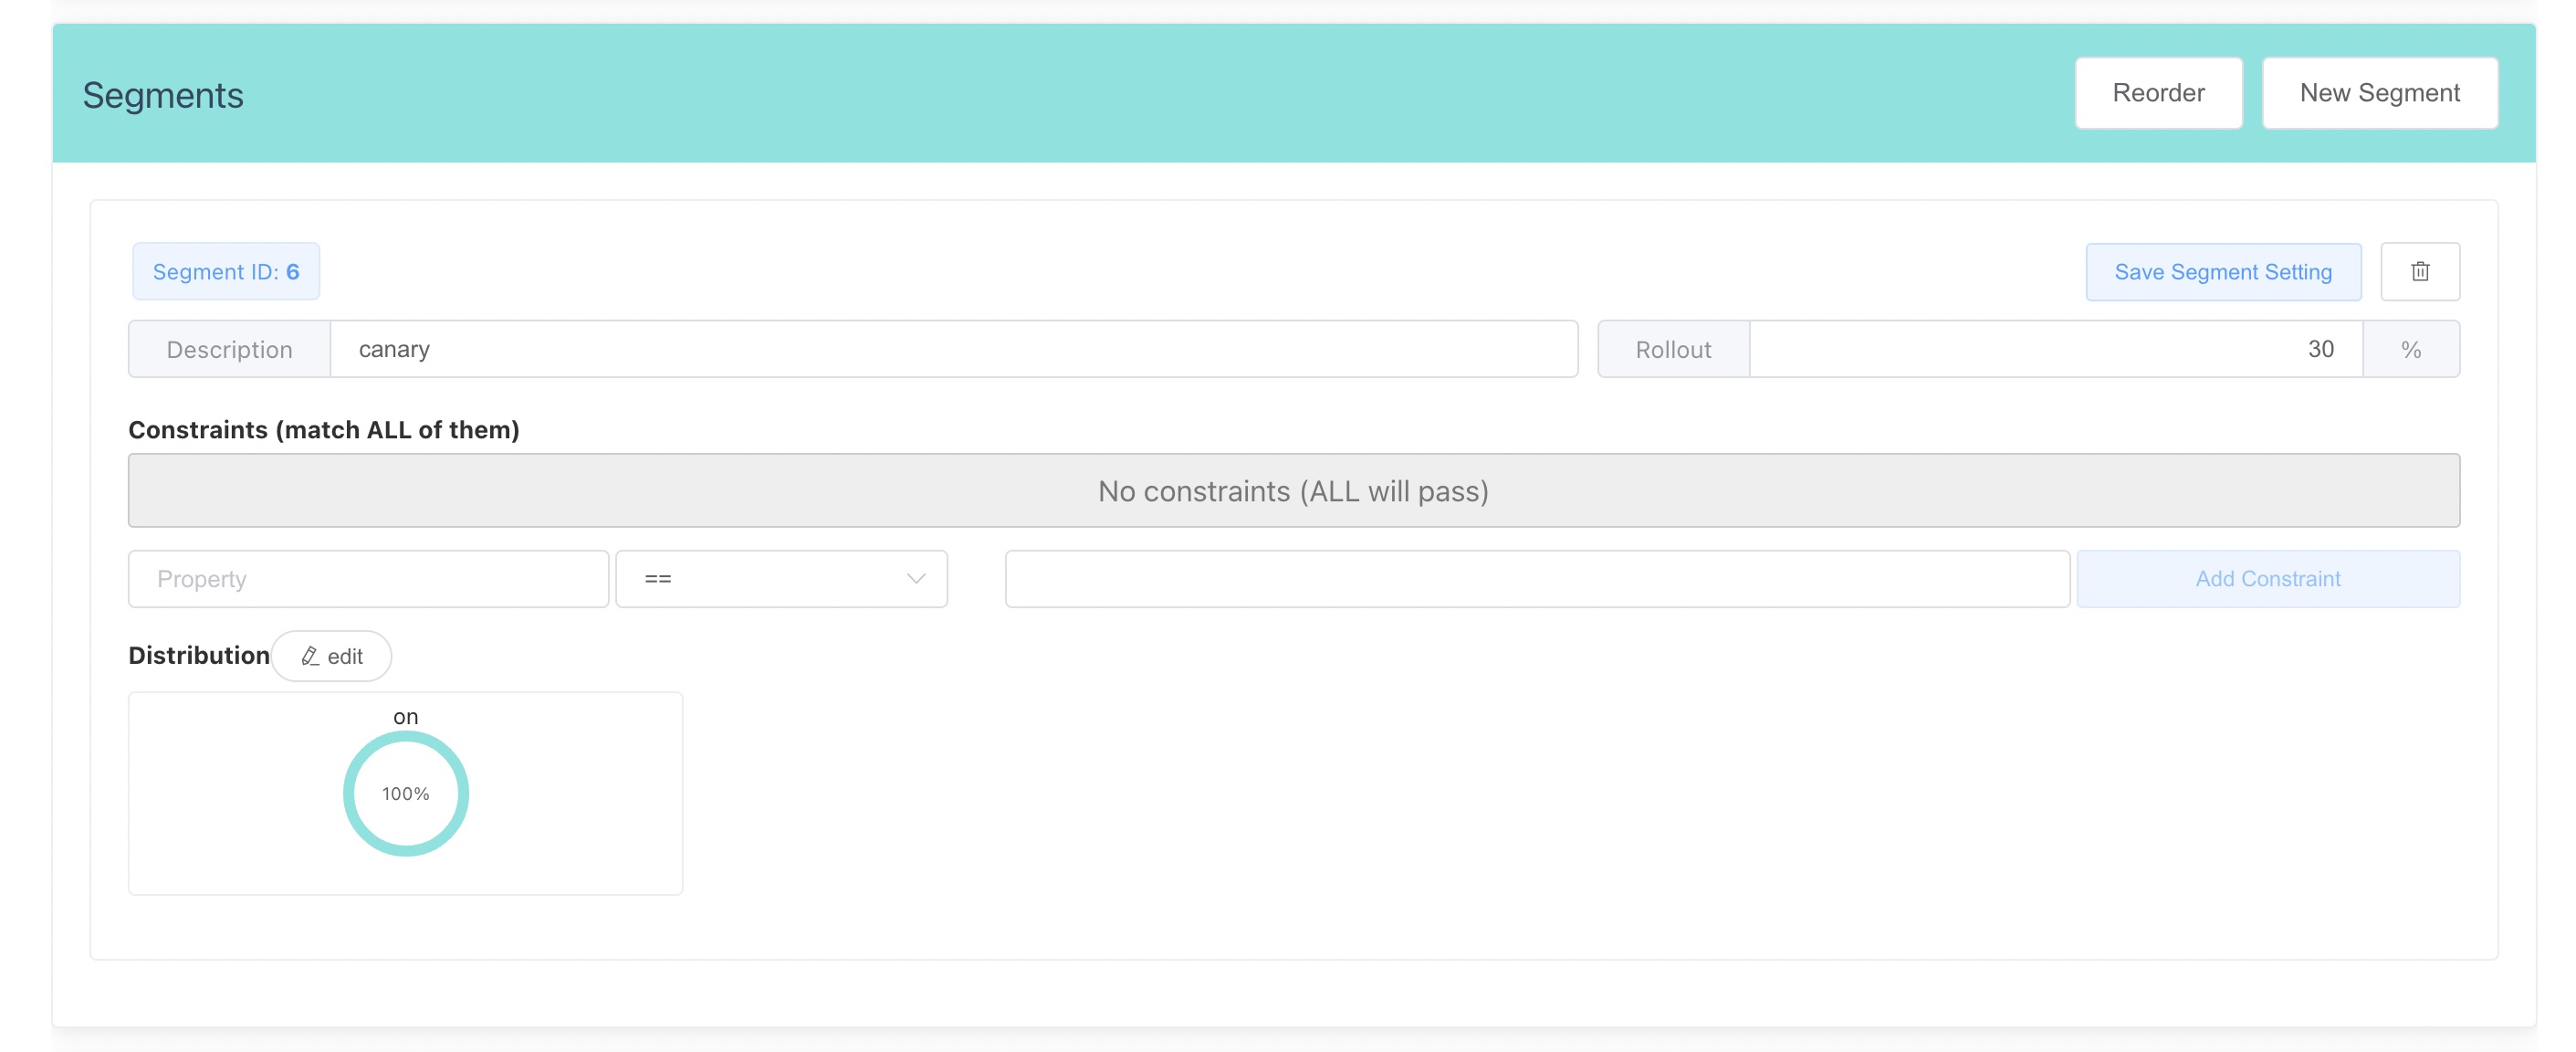 Segments
Reorder
New Segment
Segment ID: 6
Save Segment Setting
Description
canary
Rollout
30
%
Constraints (match ALL of them)
No constraints (ALL will pass)
Property
==
Add Constraint
Distribution
edit
on
100%